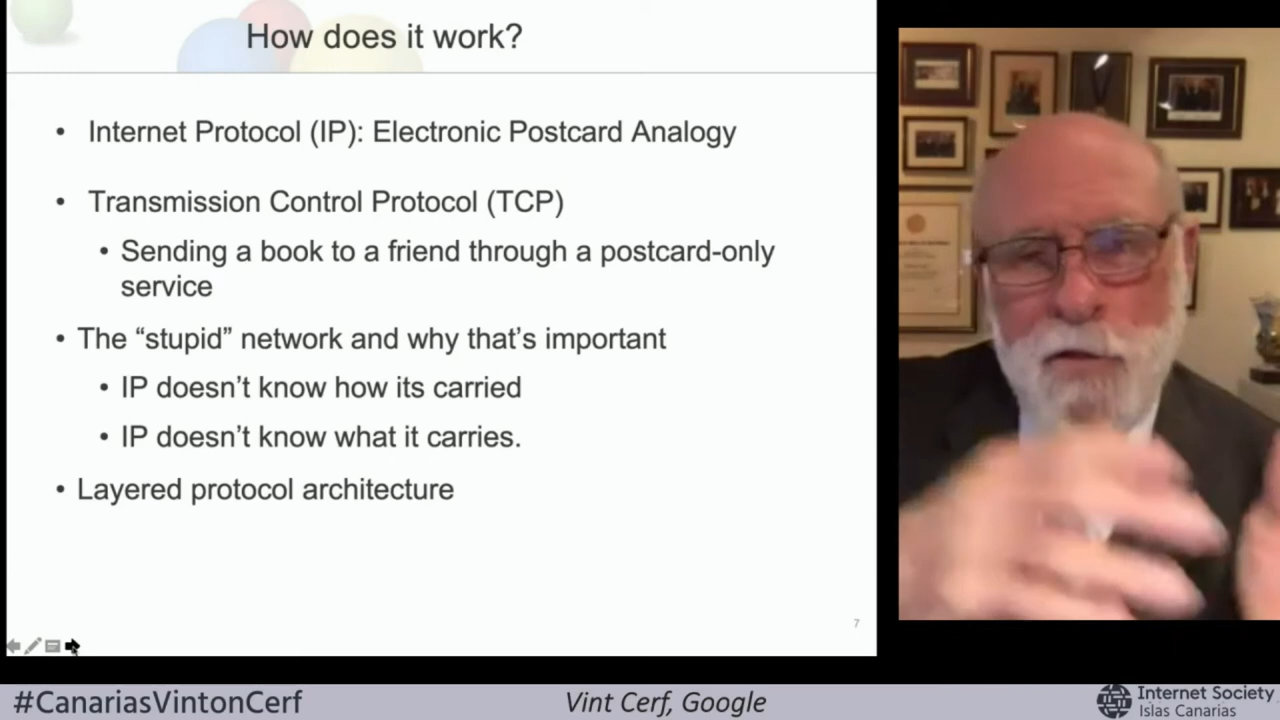 How does it work?
• Internet Protocol (IP): Electronic Postcard Analogy
• Transmission Control Protocol (TCP)
• Sending a book to a friend through a postcard-only
service
• The “stupid” network and why that’s important
• IP doesn’t know how its carried
• IP doesn’t know what it carries.
• Layered protocol architecture
7
#CanariasVintonCerf
Vint Cerf, Google
Internet Society
Islas Canarias